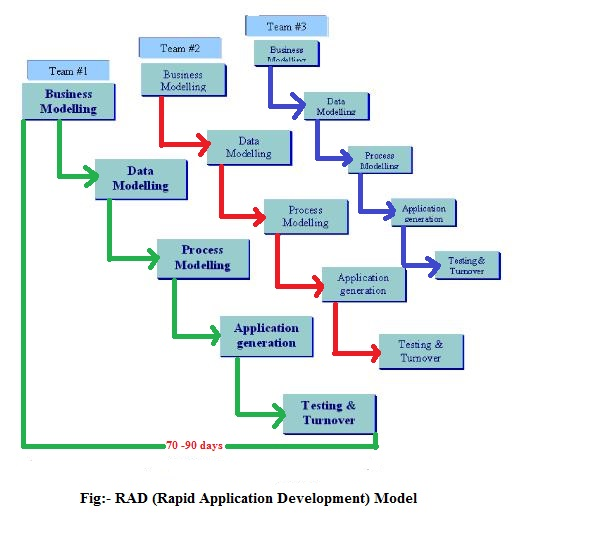 Team #3
Business
Modelling
Team #2
Business
Modelling
Team #1
Business
Modelling
Data
Modelling
Data
Modelling
Data
Modelling
Process
Modelling
Process
Modelling
Process
Modelling
Application
generation
Application
generation
Application
generation
Testing &
Turnover
Testing &
Turnover
Testing &
Turnover
70 -90 days
Fig:- RAD (Rapid Application Development) Model